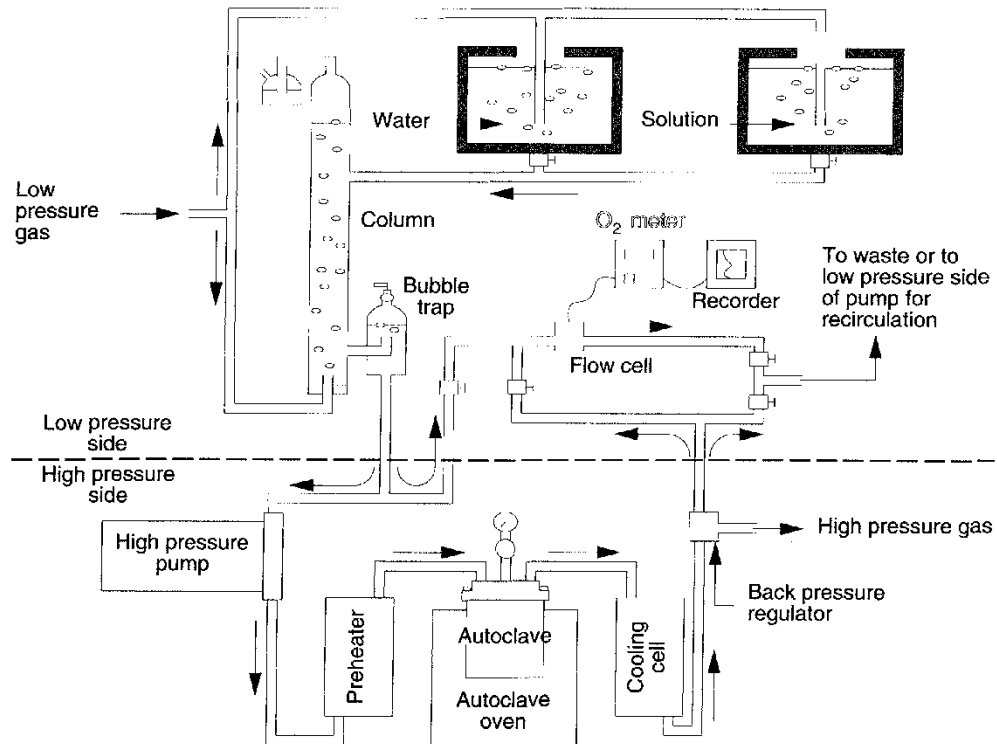 Water
Solution
Low
pressure
gas
Column
O₂ meter
Bubble
trap
Recorder
To waste or to
low pressure side
of pump for
recirculation
Flow cell
Low pressure
side
High pressure
side
High pressure
pump
High pressure gas
Back pressure
regulator
Preheater
Autoclave
Cooling
cell
Autoclave
oven